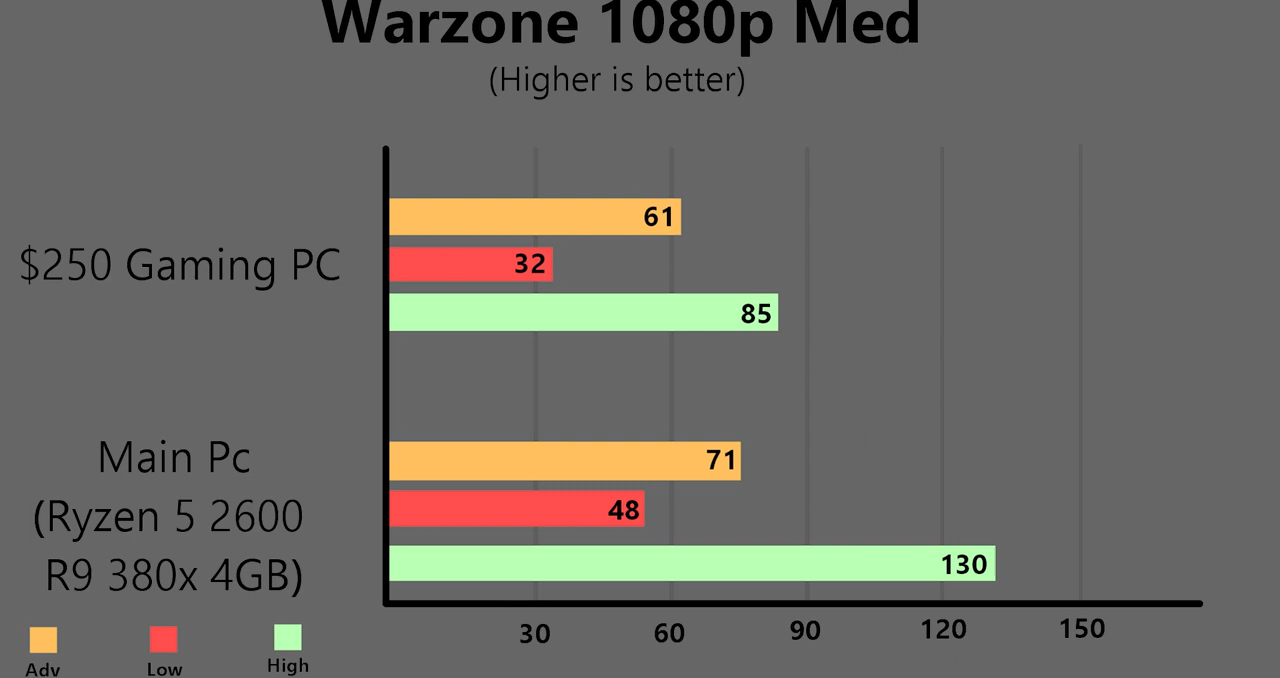 Warzone 1080p Med
(Higher is better)
61
$250 Gaming PC
32
85
Main Pc
(Ryzen 5 2600
R9 380x 4GB)
71
48
130
30 60 90 120 150
Adv Low High